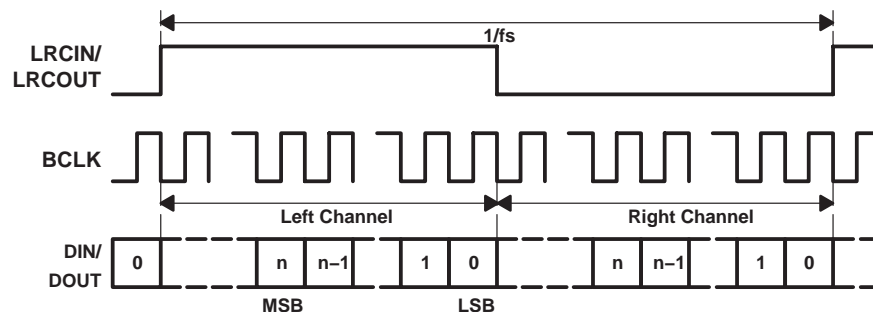 1/fs
LRCIN/
LRCOUT
BCLK
Left Channel Right Channel
DIN/
DOUT
0 n n–1 1 0 n n–1 1 0
MSB LSB